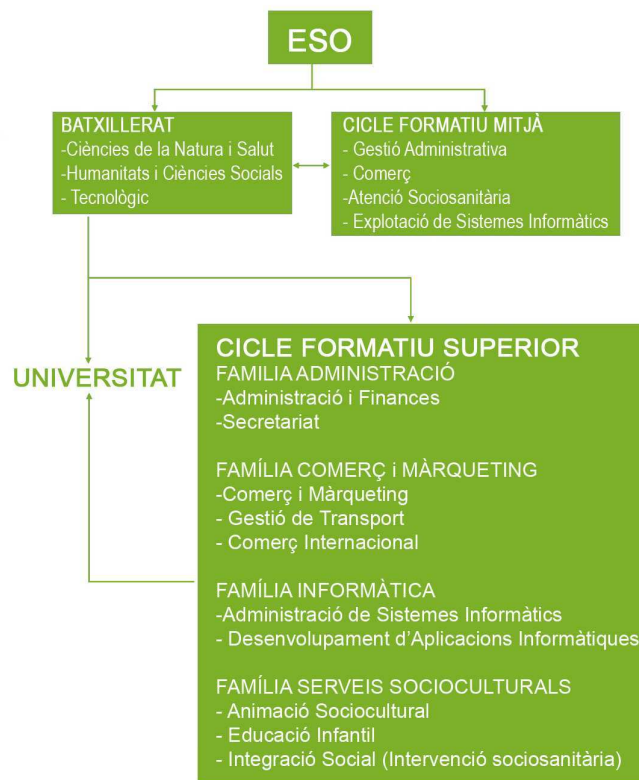 ESO
BATXILLERAT
-Ciències de la Natura i Salut
-Humanitats i Ciències Socials
- Tecnològic
CICLE FORMATIU MITJÀ
- Gestió Administrativa
- Comerç
-Atenció Sociosanitària
- Explotació de Sistemes Informàtics
UNIVERSITAT
CICLE FORMATIU SUPERIOR
FAMILIA ADMINISTRACIÓ
-Administració i Finances
-Secretariat
FAMÍLIA COMERÇ i MÀRQUETING
-Comerç i Màrqueting
- Gestió de Transport
- Comerç Internacional
FAMÍLIA INFORMÀTICA
-Administració de Sistemes Informàtics
- Desenvolupament d’Aplicacions Informàtiques
FAMÍLIA SERVEIS SOCIOCULTURALS
- Animació Sociocultural
- Educació Infantil
- Integració Social (Intervenció sociosanitària)